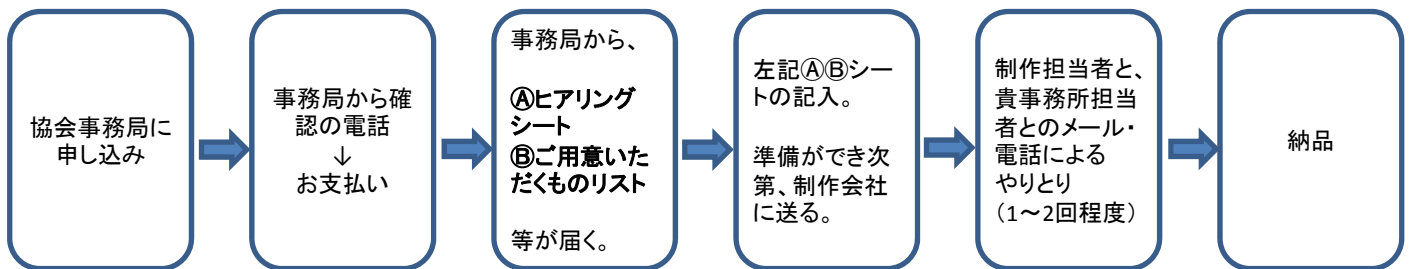 協会事務局に
申し込み
事務局から確
認の電話
↓
お支払い
事務局から、
Ⓐヒアリング
シート
Ⓑご用意いた
だくものリスト
等が届く。
左記ⒶⒷシー
トの記入。
準備ができ次
第、制作会社
に送る。
制作担当者と、
貴事務所担当
者とのメール・
電話による
やりとり
（1～2回程度）
納品